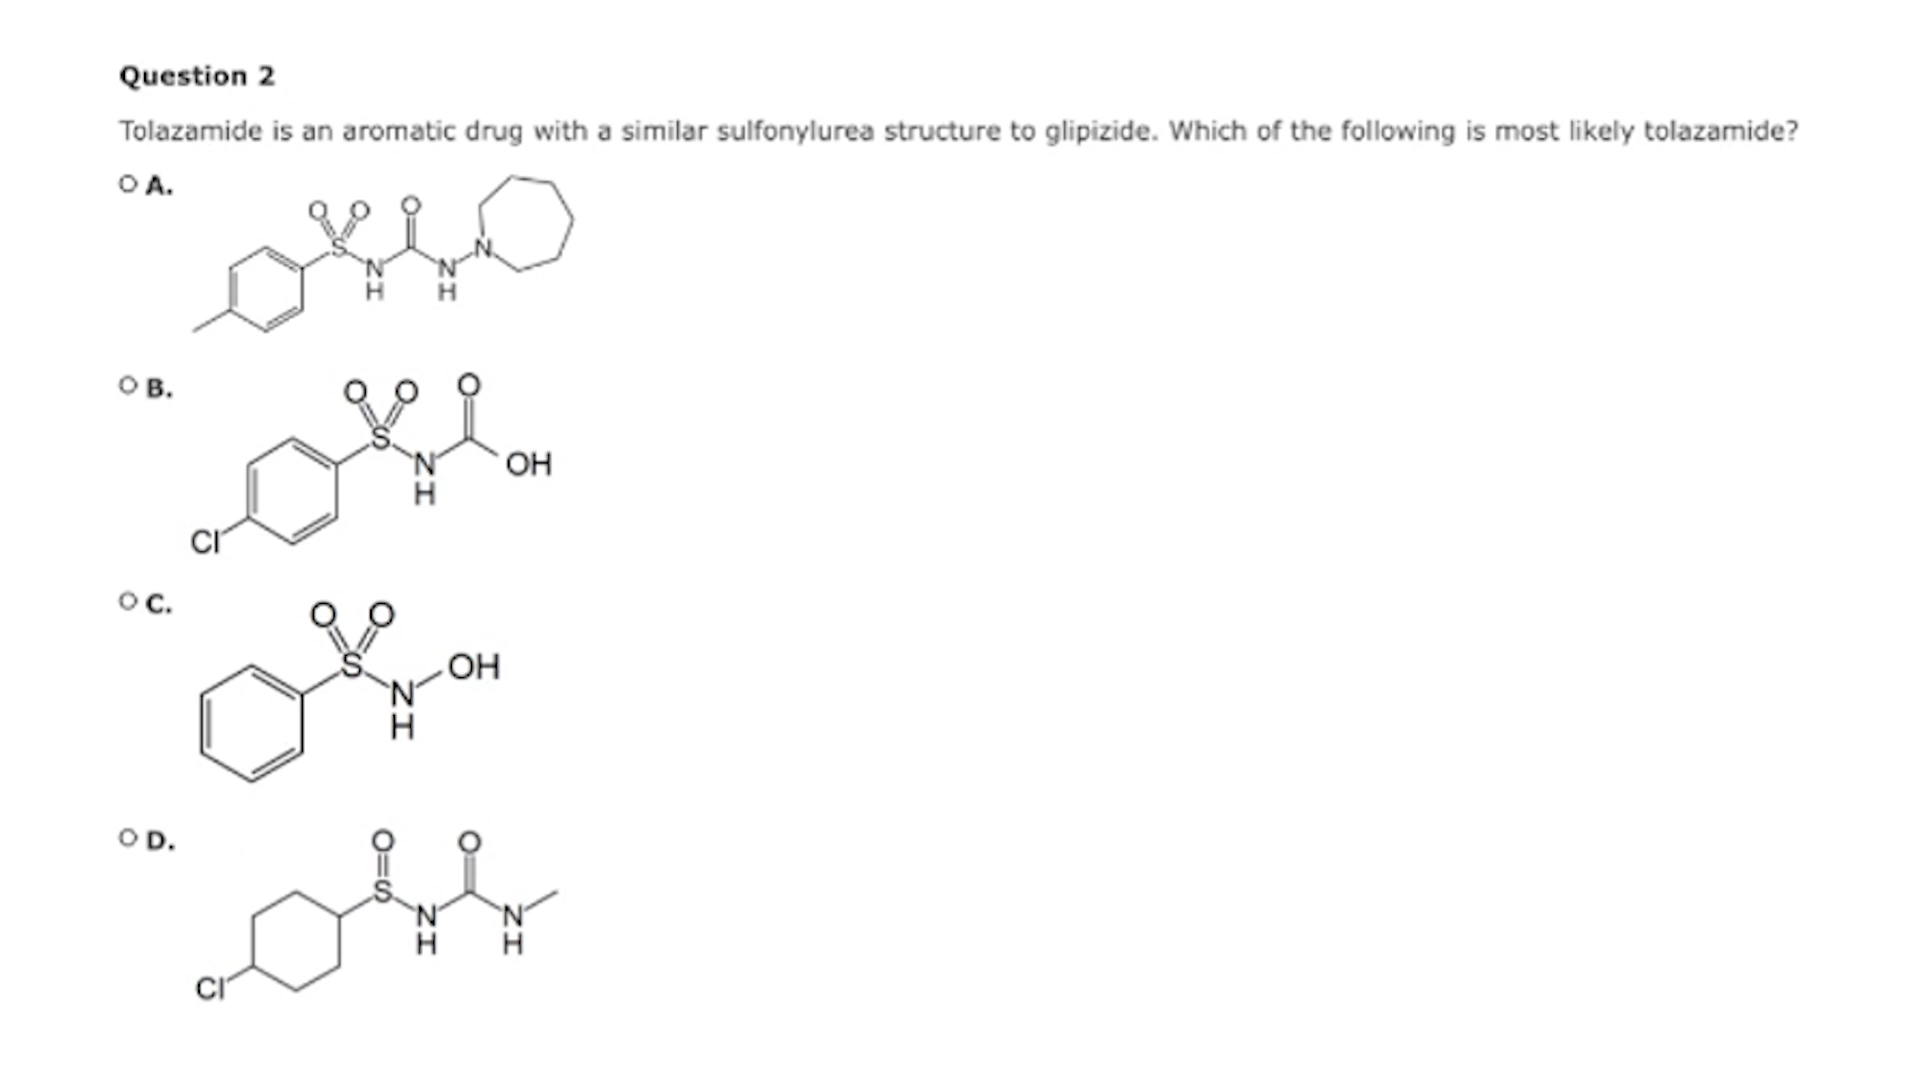 Question 2
Tolazamide is an aromatic drug with a similar sulfonylurea structure to glipizide. Which of the following is most likely tolazamide?
A.
O O O
S
N
H
N
H
N
B.
O O O
S
N
H
OH
Cl
C.
O O
S
N
H
OH
D.
O O
S
N
H
N
H
Cl